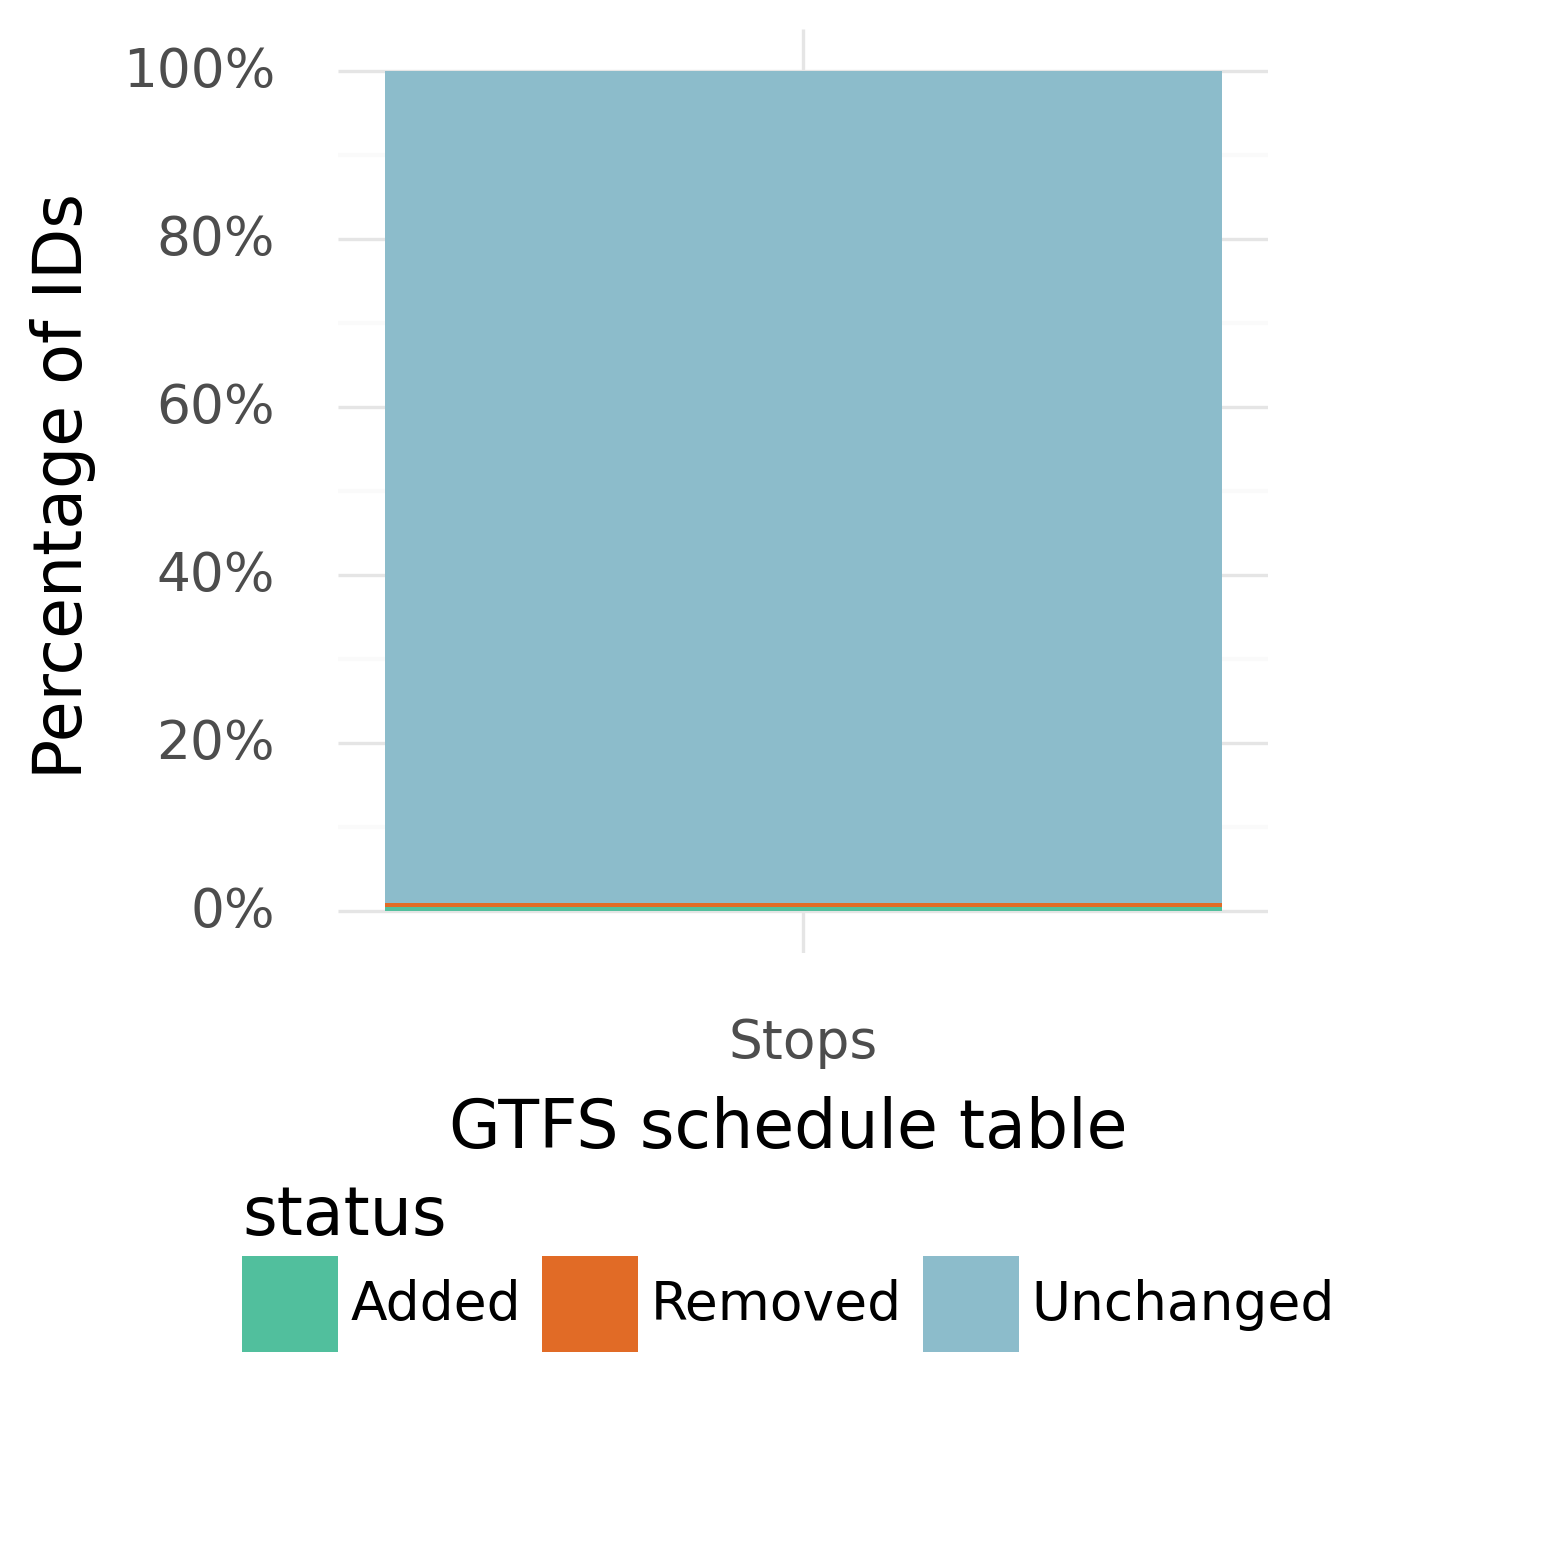 100%
80%
60%
40%
20%
0%
Percentage of IDs
Stops
GTFS schedule table
status
Added
Removed
Unchanged